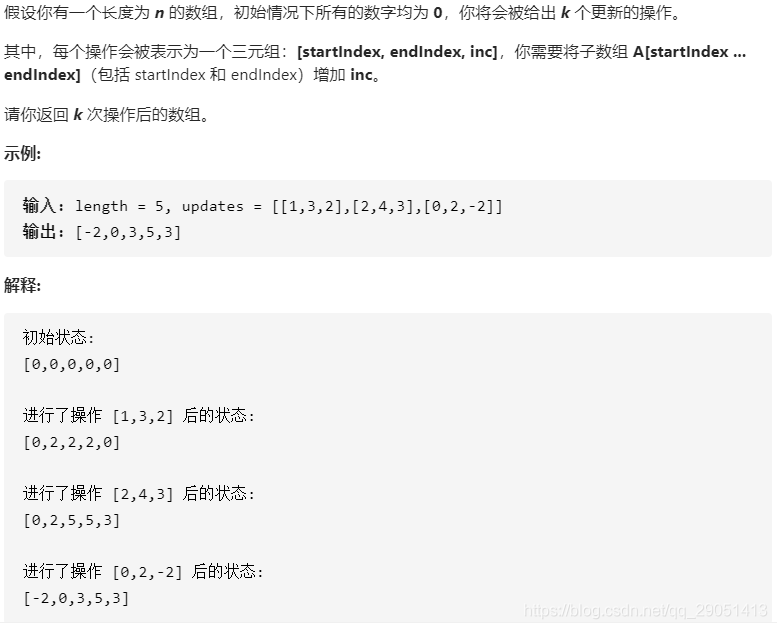 假设你有一个长度为 n 的数组，初始情况下所有的数字均为 0，你将会被给出 k 个更新的操作。
其中，每个操作会被表示为一个三元组：[startIndex, endIndex, inc]，你需要将子数组 A[startIndex ...
endIndex]（包括 startIndex 和 endIndex）增加 inc。
请你返回 k 次操作后的数组。
示例:
输入: length = 5, updates = [[1,3,2],[2,4,3],[0,2,-2]]
输出: [-2,0,3,5,3]
解释:
初始状态:
[0,0,0,0,0]
进行了操作 [1,3,2] 后的状态:
[0,2,2,2,0]
进行了操作 [2,4,3] 后的状态:
[0,2,5,5,3]
进行了操作 [0,2,-2] 后的状态:
[-2,0,3,5,3]
https://blog.csdn.net/qq_29051413